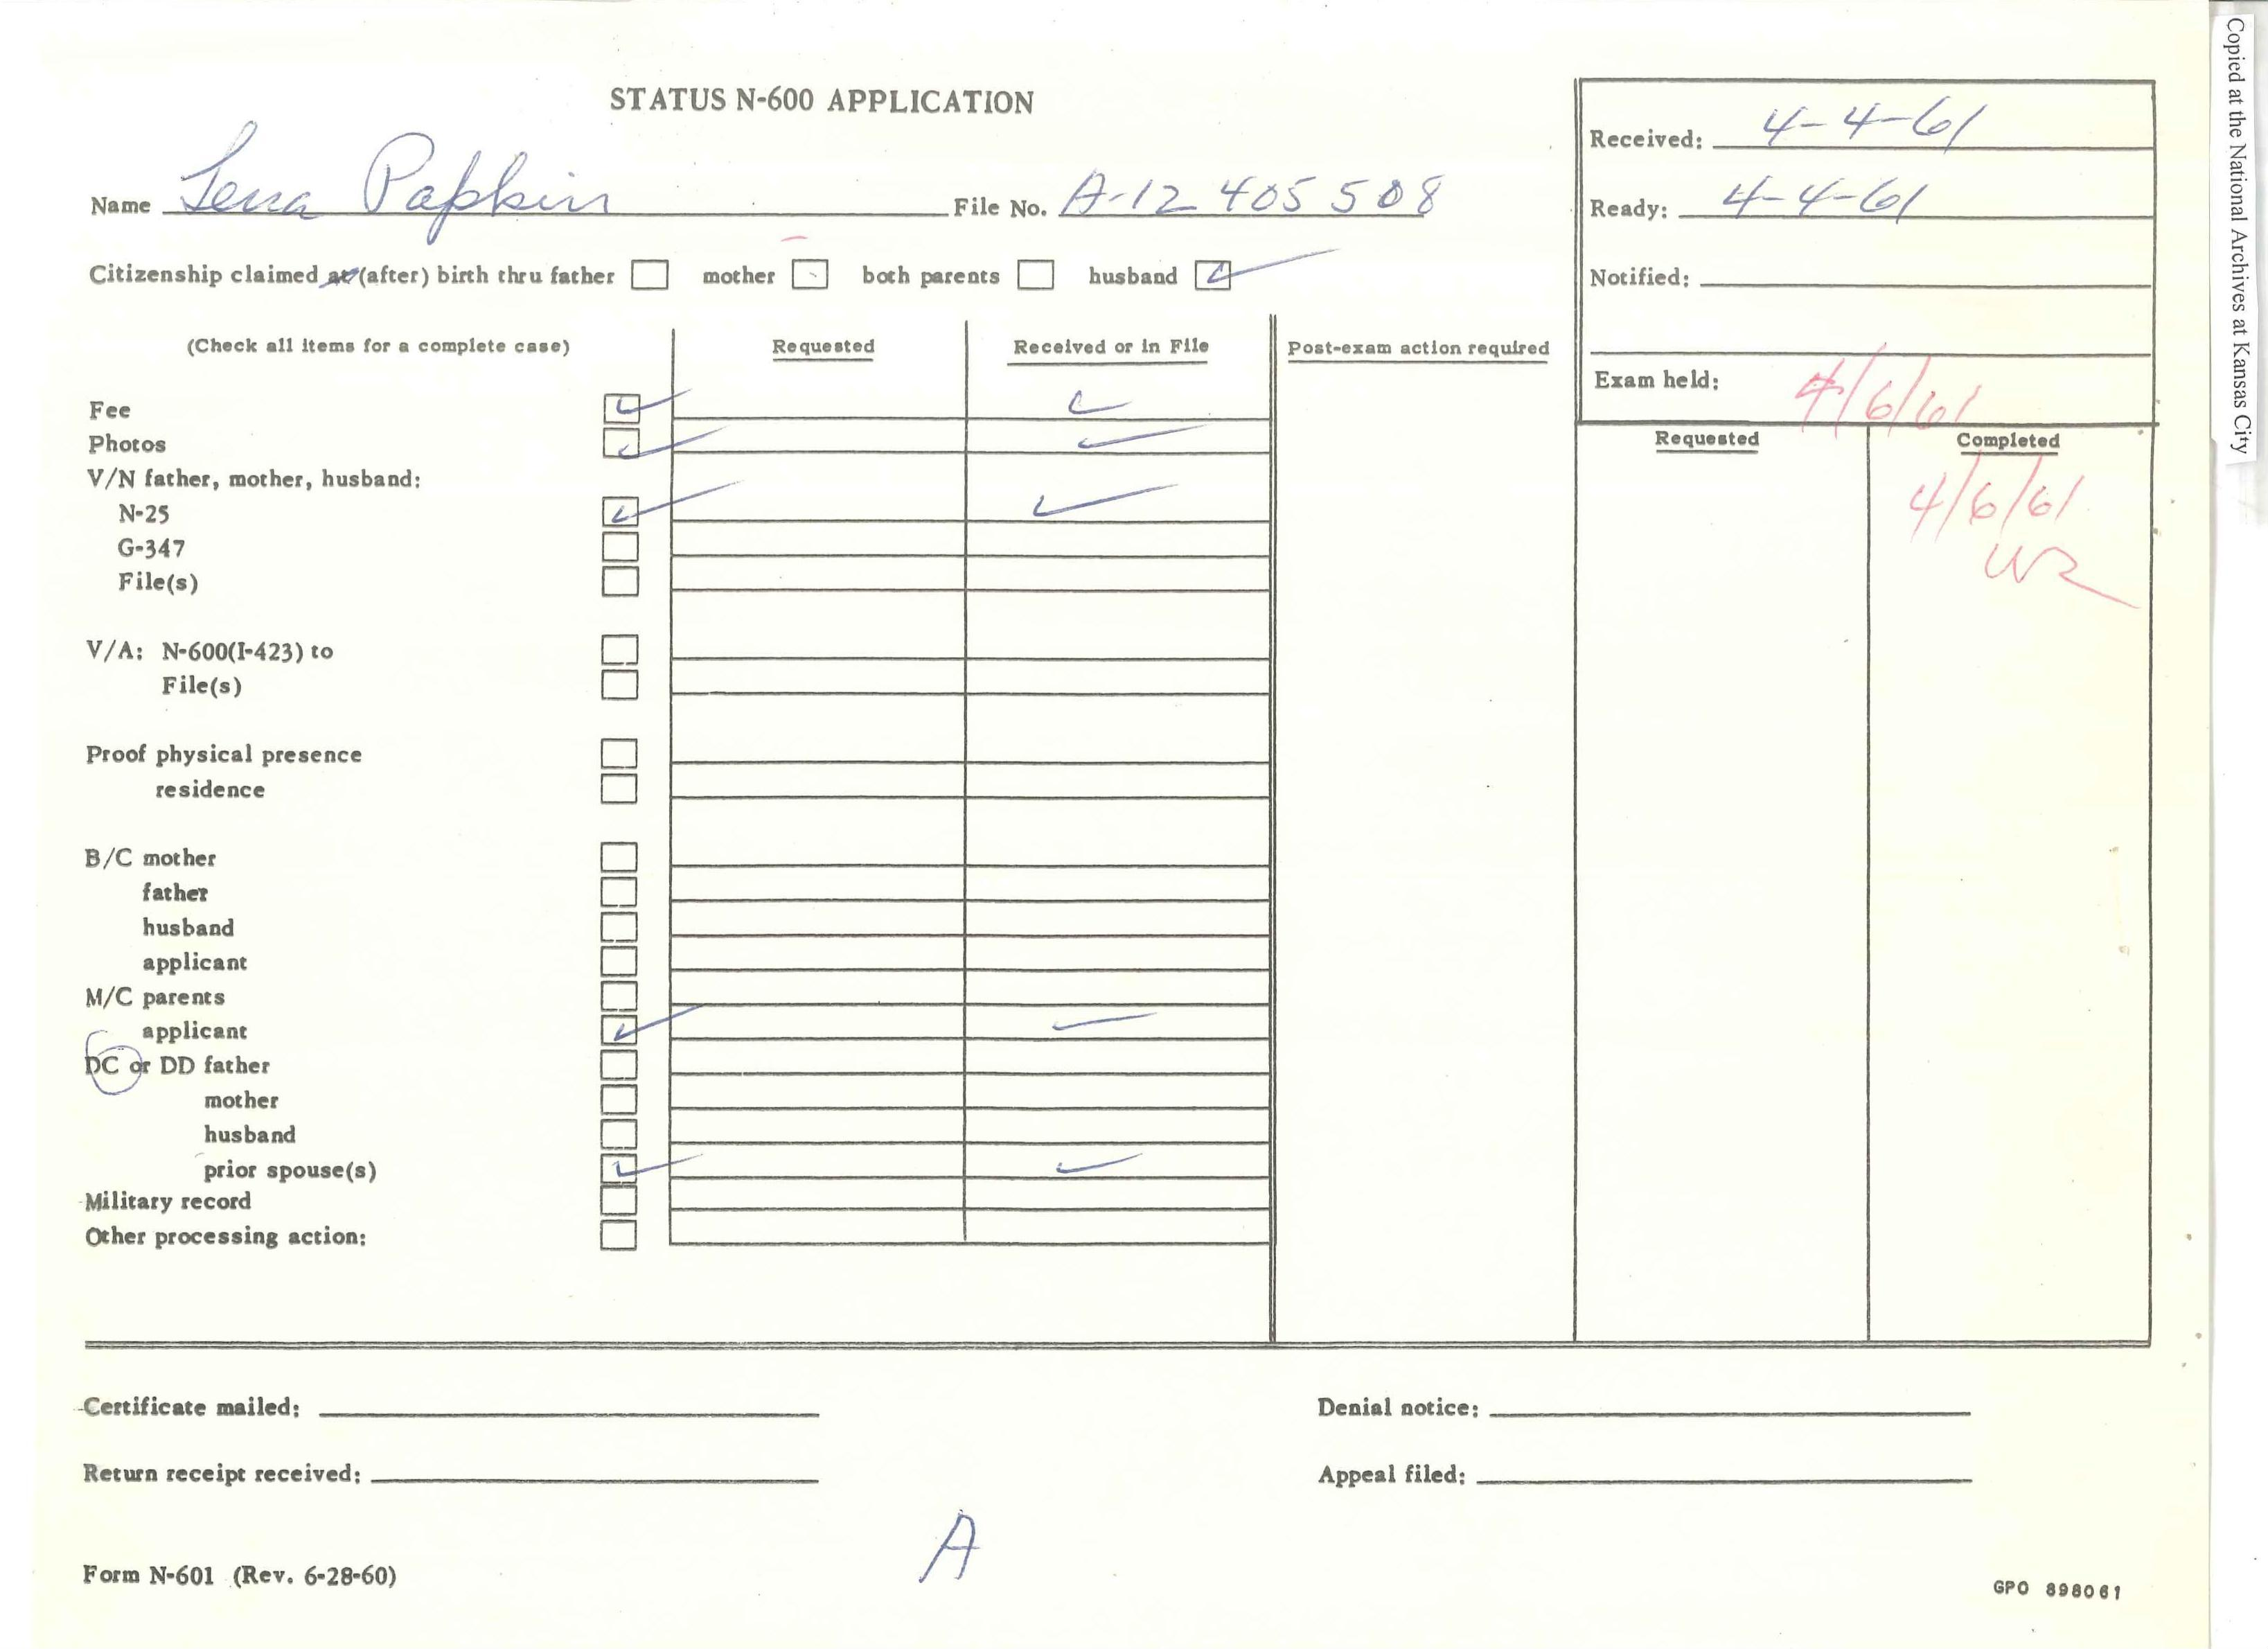 STATUS N-600 APPLICATION
Name Lena Papkin File No. A-12 405 508
Citizenship claimed at (after) birth thru father mother both parents husband
Received: 4-4-61
Ready: 4-4-61
Notified:
Exam held: 4/6/61
(Check all items for a complete case) Requested Received or in File Post-exam action required Requested Completed
4/6/61
WR
Fee
Photos
V/N father, mother, husband:
N-25
G-347
File(s)
V/A: N-600(I-423) to
File(s)
Proof physical presence
residence
B/C mother
father
husband
applicant
M/C parents
applicant
DC or DD father
mother
husband
prior spouse(s)
Military record
Other processing action:
Certificate mailed: Denial notice:
Return receipt received: Appeal filed:
A
Form N-601 (Rev. 6-28-60) GPO 898061
Copied at the National Archives at Kansas City